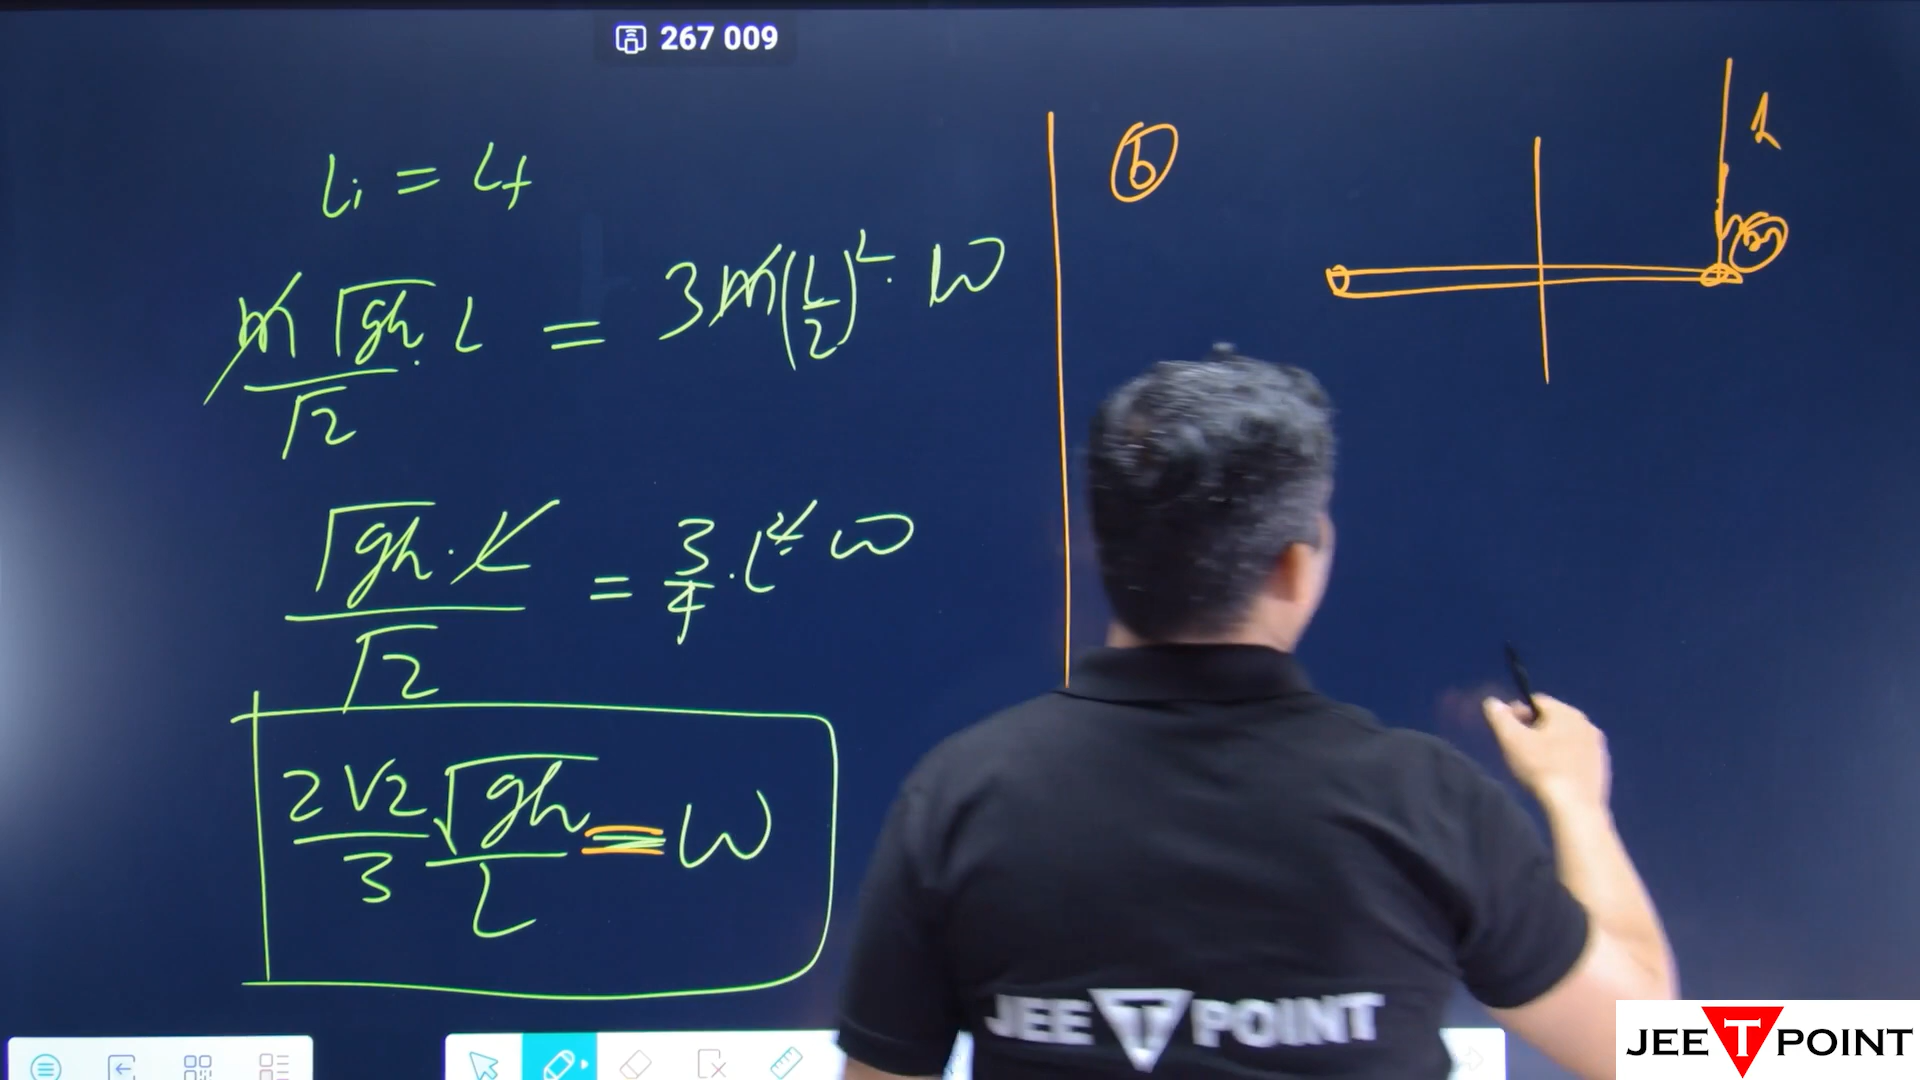 267 009
Li = Lf
m √gh/√2 . L = 3m(L/2)² . W
√gh . L/√2 = 3/4 . L² W
2√2/3 √gh/L = W
b
L
JEE T POINT
JEE T POINT